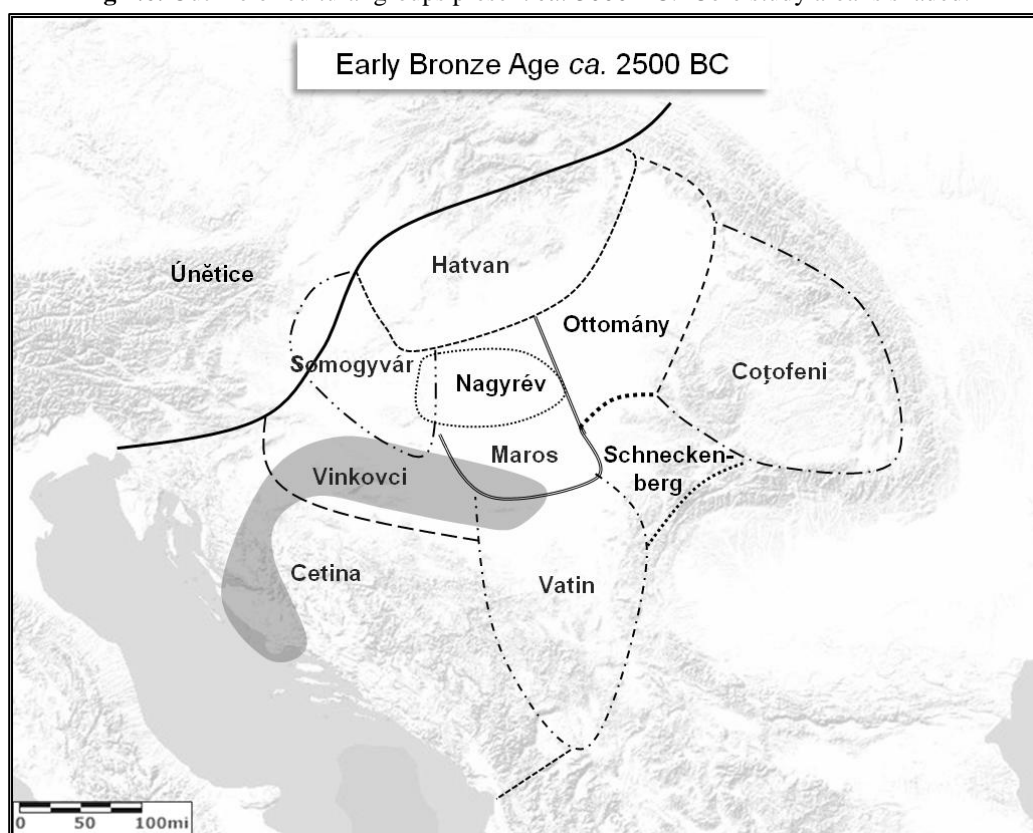 Early Bronze Age ca. 2500 BC
Hatvan
Únětice
Ottomány
Somogyvár
Coţofeni
Nagyrév
Maros
Schnecken-
berg
Vinkovci
Cetina
Vatin
0 50 100mi